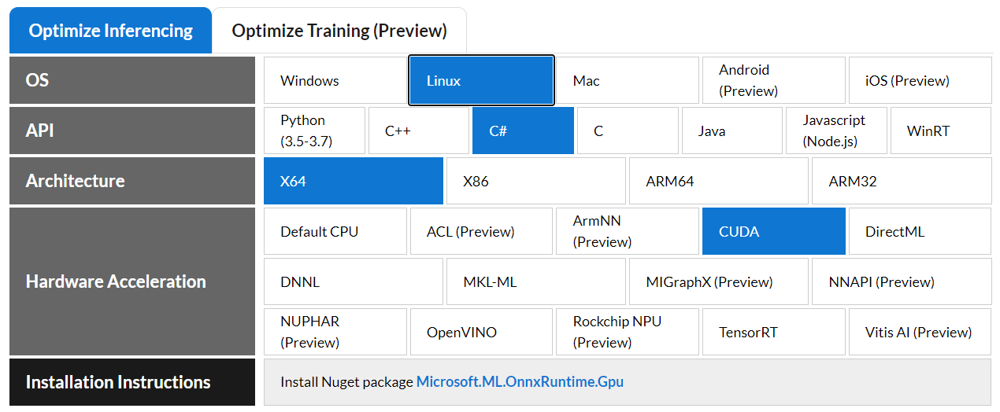 Optimize Inferencing
Optimize Training (Preview)
OS
Windows
Linux
Mac
Android
(Preview)
iOS (Preview)
API
Python
(3.5-3.7)
C++
C#
C
Java
Javascript
(Node.js)
WinRT
Architecture
X64
X86
ARM64
ARM32
Hardware Acceleration
Default CPU
ACL (Preview)
ArmNN
(Preview)
CUDA
DirectML
DNNL
MKL-ML
MIGraphX (Preview)
NNAPI (Preview)
NUPHAR
(Preview)
OpenVINO
Rockchip NPU
(Preview)
TensorRT
Vitis AI (Preview)
Installation Instructions
Install Nuget package Microsoft.ML.OnnxRuntime.Gpu